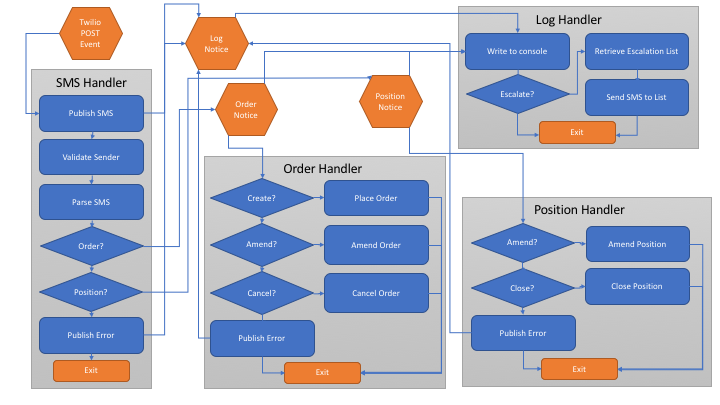 Twilio
POST
Event
SMS Handler
Publish SMS
Validate Sender
Parse SMS
Order?
Position?
Publish Error
Exit
Log
Notice
Order
Notice
Position
Notice
Order Handler
Create?
Place Order
Amend?
Amend Order
Cancel?
Cancel Order
Publish Error
Exit
Log Handler
Write to console
Retrieve Escalation List
Escalate?
Send SMS to List
Exit
Position Handler
Amend?
Amend Position
Close?
Close Position
Publish Error
Exit